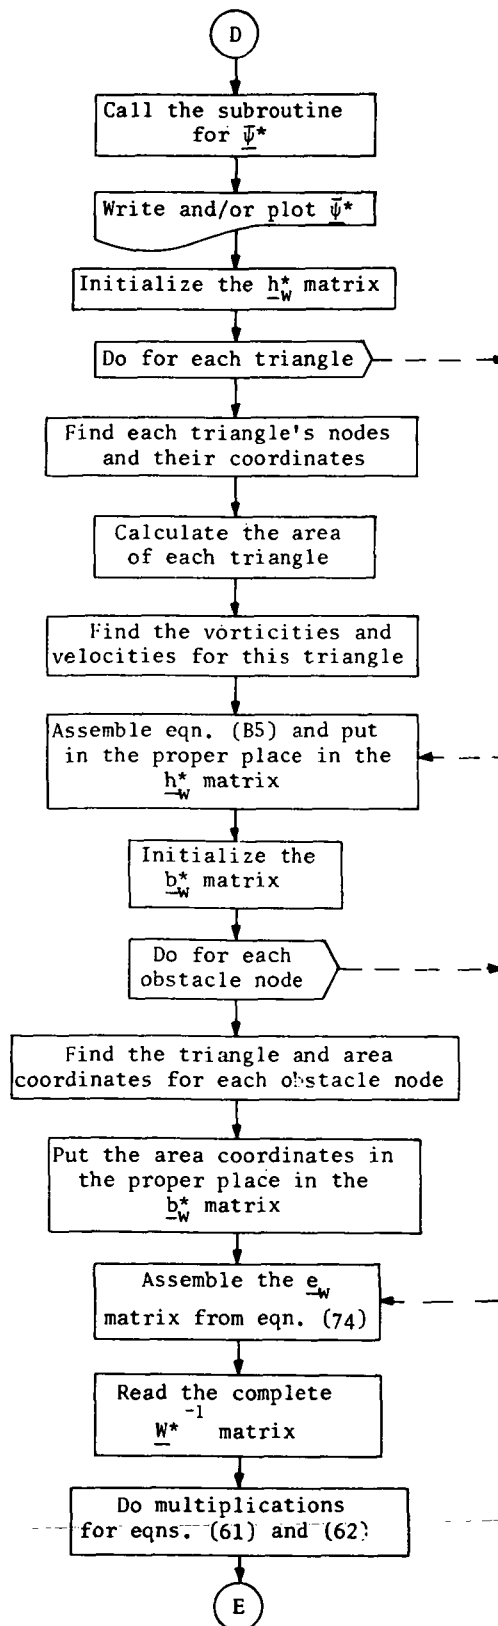 D
Call the subroutine
for ψ̄*
Write and/or plot ψ̄*
Initialize the h*w matrix
Do for each triangle
Find each triangle's nodes
and their coordinates
Calculate the area
of each triangle
Find the vorticities and
velocities for this triangle
Assemble eqn. (B5) and put
in the proper place in the
h*w matrix
Initialize the
b*w matrix
Do for each
obstacle node
Find the triangle and area
coordinates for each obstacle node
Put the area coordinates in
the proper place in the
b*w matrix
Assemble the ew
matrix from eqn. (74)
Read the complete
W*-1 matrix
Do multiplications
for eqns. (61) and (62)
E